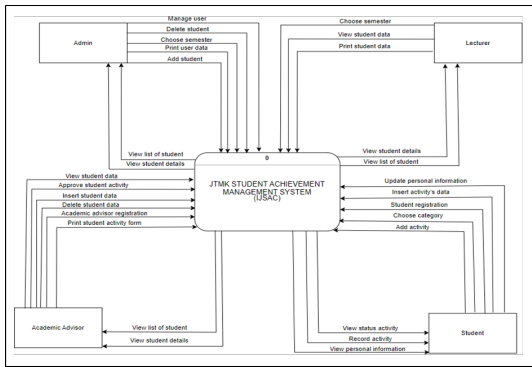 Manage user
Delete student
Choose semester
Print user data
Add student
Admin
Choose semester
View student data
Print student data
Lecturer
View list of student
View student details
0
JTMK STUDENT ACHIEVEMENT
MANAGEMENT SYSTEM
(JSAC)
View student details
View list of student
View student data
Approve student activity
Insert student data
Delete student data
Academic advisor registration
Print student activity form
Update personal information
Insert activity's data
Student registration
Choose category
Add activity
Academic Advisor
View list of student
View student details
View status activity
Record activity
View personal information
Student